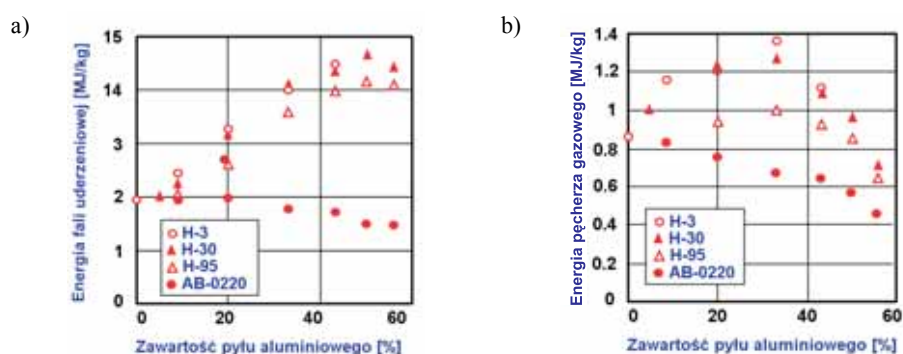 a)
Energia fali uderzeniowej [MJ/kg]
15
14
3
2
1
0
H-3
H-30
H-95
AB-0220
0 20 40 60
Zawartość pyłu aluminiowego [%]
b)
Energia pęcherza gazowego [MJ/kg]
1.4
1.2
1
0.8
0.6
0.4
0.2
0
H-3
H-30
H-95
AB-0220
0 20 40 60
Zawartość pyłu aluminiowego [%]